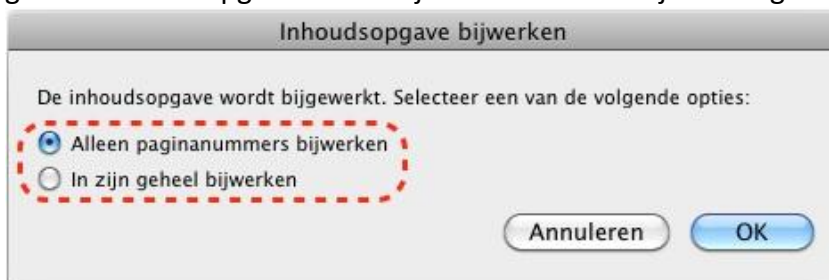 Inhoudsopgave bijwerken
De inhoudsopgave wordt bijgewerkt. Selecteer een van de volgende opties:
Alleen paginanummers bijwerken
In zijn geheel bijwerken
Annuleren OK